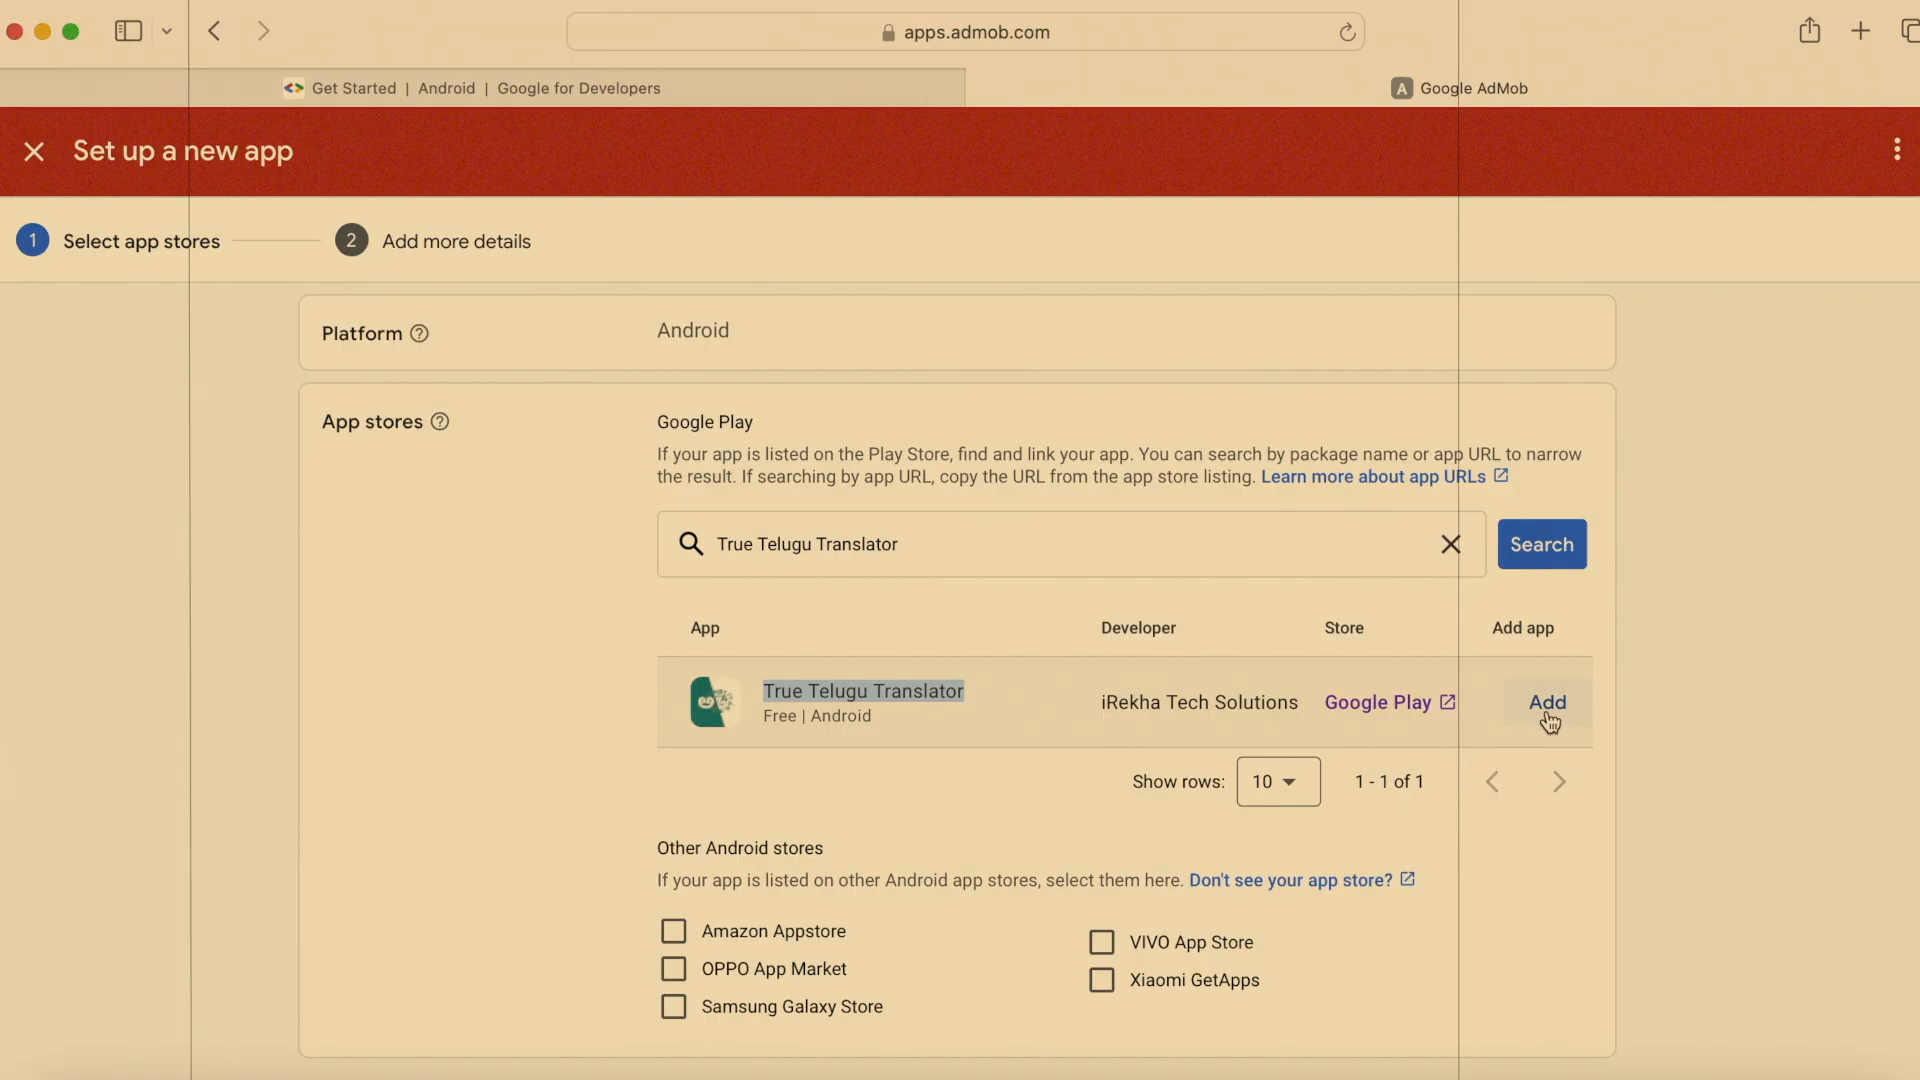 apps.admob.com
Get Started | Android | Google for Developers
A Google AdMob
Set up a new app
1 Select app stores
2 Add more details
Platform
Android
App stores
Google Play
If your app is listed on the Play Store, find and link your app. You can search by package name or app URL to narrow
the result. If searching by app URL, copy the URL from the app store listing. Learn more about app URLs
True Telugu Translator
Search
App Developer Store Add app
True Telugu Translator
Free | Android
iRekha Tech Solutions
Google Play
Add
Show rows: 10 1 - 1 of 1
Other Android stores
If your app is listed on other Android app stores, select them here. Don't see your app store?
Amazon Appstore
OPPO App Market
Samsung Galaxy Store
VIVO App Store
Xiaomi GetApps